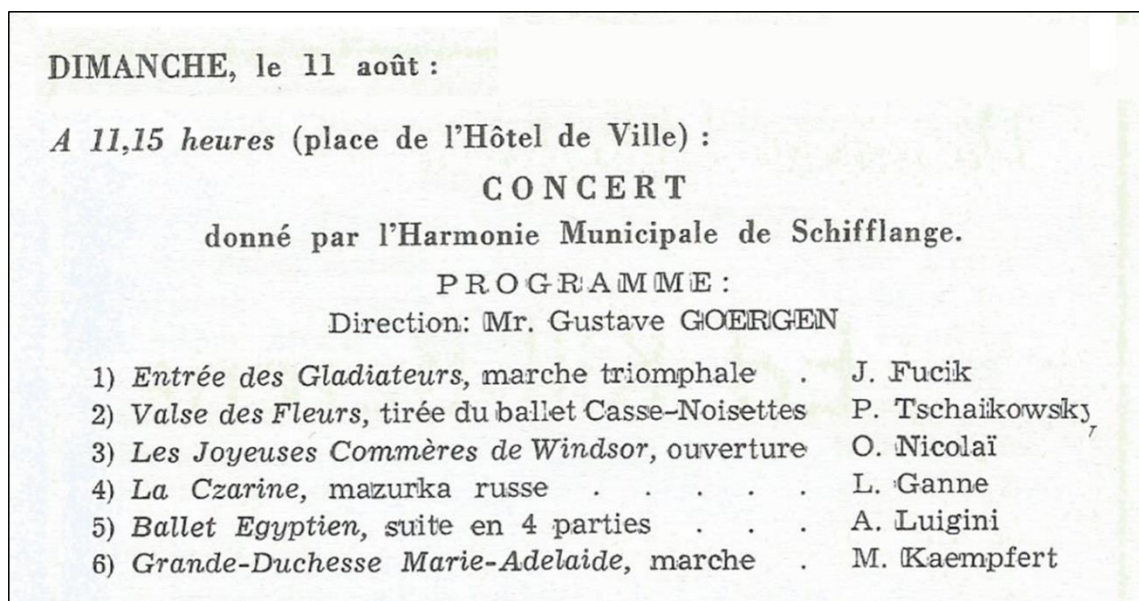 DIMANCHE, le 11 août :
A 11,15 heures (place de l'Hôtel de Ville) :
CONCERT
donné par l'Harmonie Municipale de Schifflange.
PROGRAMME :
Direction: Mr. Gustave GOERGEN
1) Entrée des Gladiateurs, marche triomphale . J. Fucik
2) Valse des Fleurs, tirée du ballet Casse-Noisettes P. Tschaikowsky
3) Les Joyeuses Commères de Windsor, ouverture O. Nicolaï
4) La Czarine, mazurka russe . . . . . L. Ganne
5) Ballet Egyptien, suite en 4 parties . . . A. Luigini
6) Grande-Duchesse Marie-Adelaide, marche . M. Kaempfert